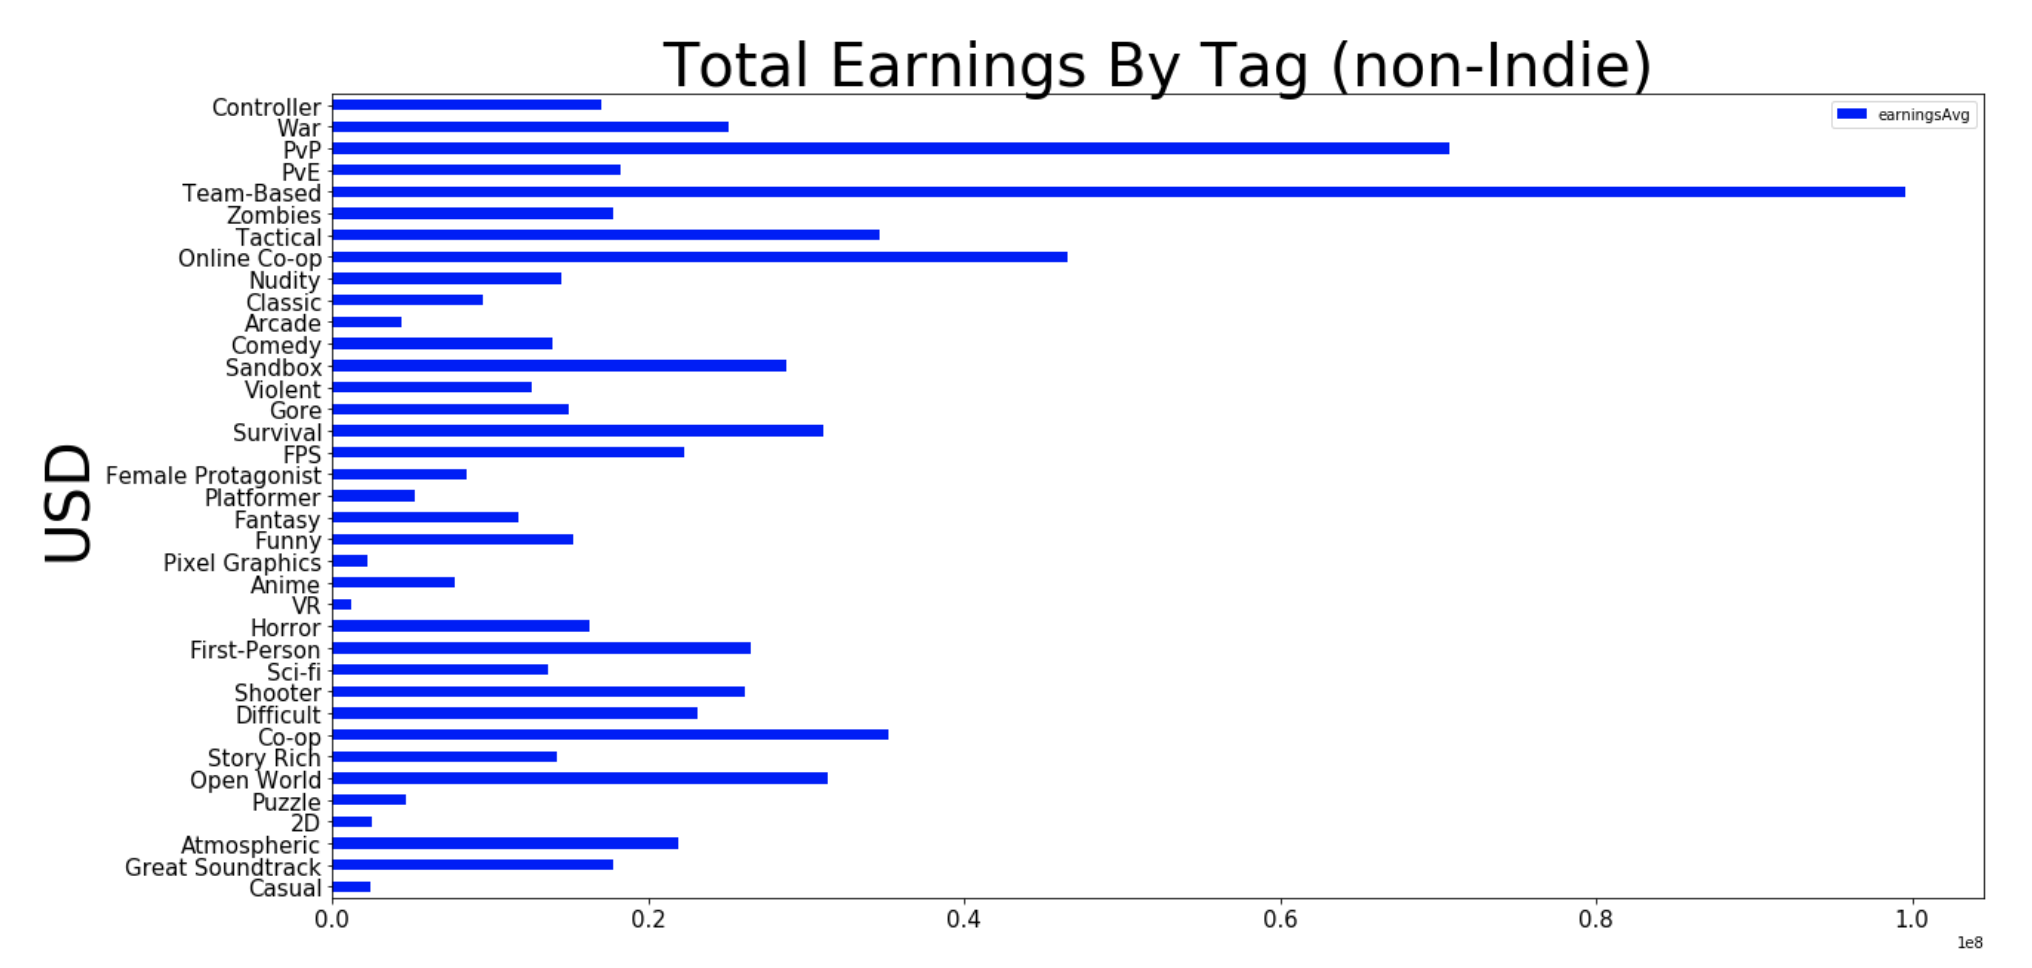 Total Earnings By Tag (non-Indie)
earningsAvg
Controller
War
PvP
PvE
Team-Based
Zombies
Tactical
Online Co-op
Nudity
Classic
Arcade
Comedy
Sandbox
Violent
Gore
Survival
FPS
Female Protagonist
Platformer
Fantasy
Funny
Pixel Graphics
Anime
VR
Horror
First-Person
Sci-fi
Shooter
Difficult
Co-op
Story Rich
Open World
Puzzle
2D
Atmospheric
Great Soundtrack
Casual
USD
0.0 0.2 0.4 0.6 0.8 1.0
1e8